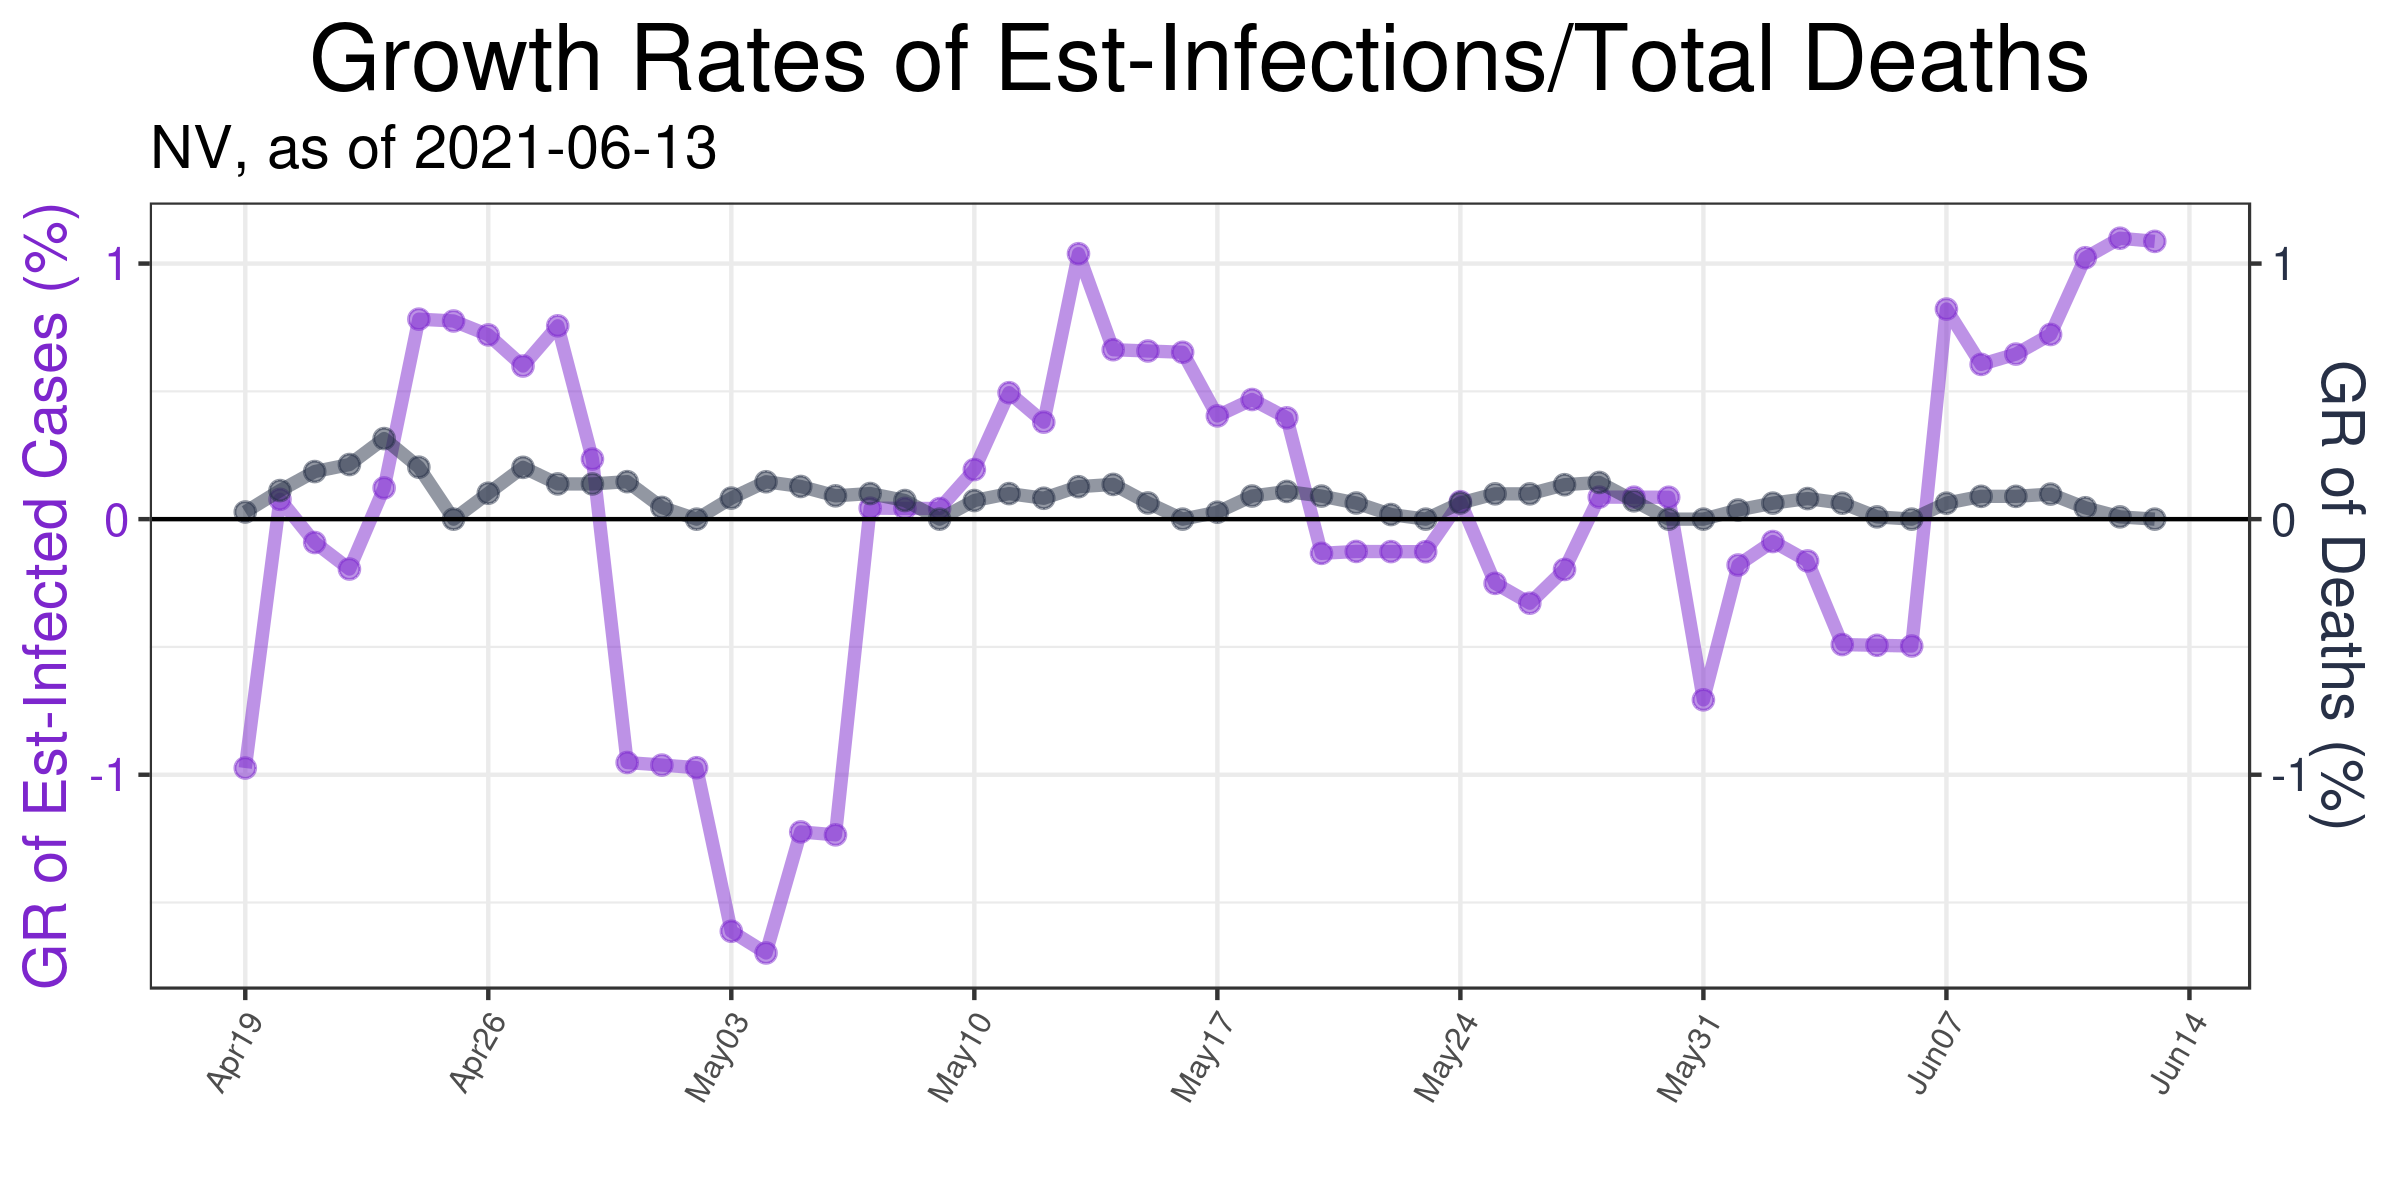 Growth Rates of Est-Infections/Total Deaths
NV, as of 2021-06-13
GR of Est-Infected Cases (%)
1
0
-1
1
0
-1
GR of Deaths (%)
Apr19
Apr26
May03
May10
May17
May24
May31
Jun07
Jun14